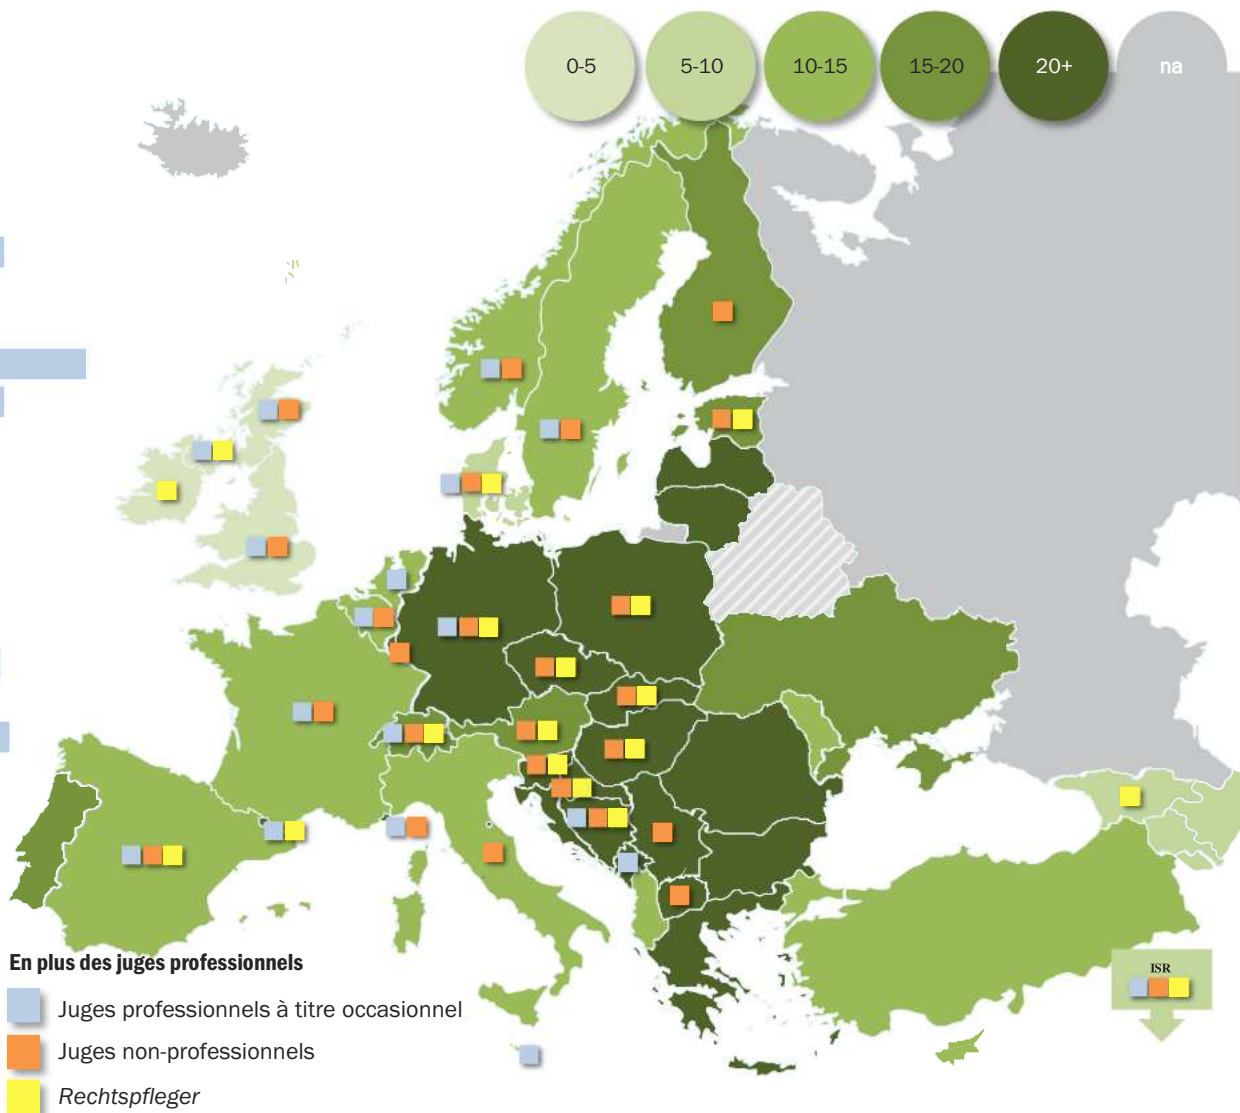 0-5
5-10
10-15
15-20
20+
na
ISR
En plus des juges professionnels
Juges professionnels à titre occasionnel
Juges non-professionnels
Rechtspfleger